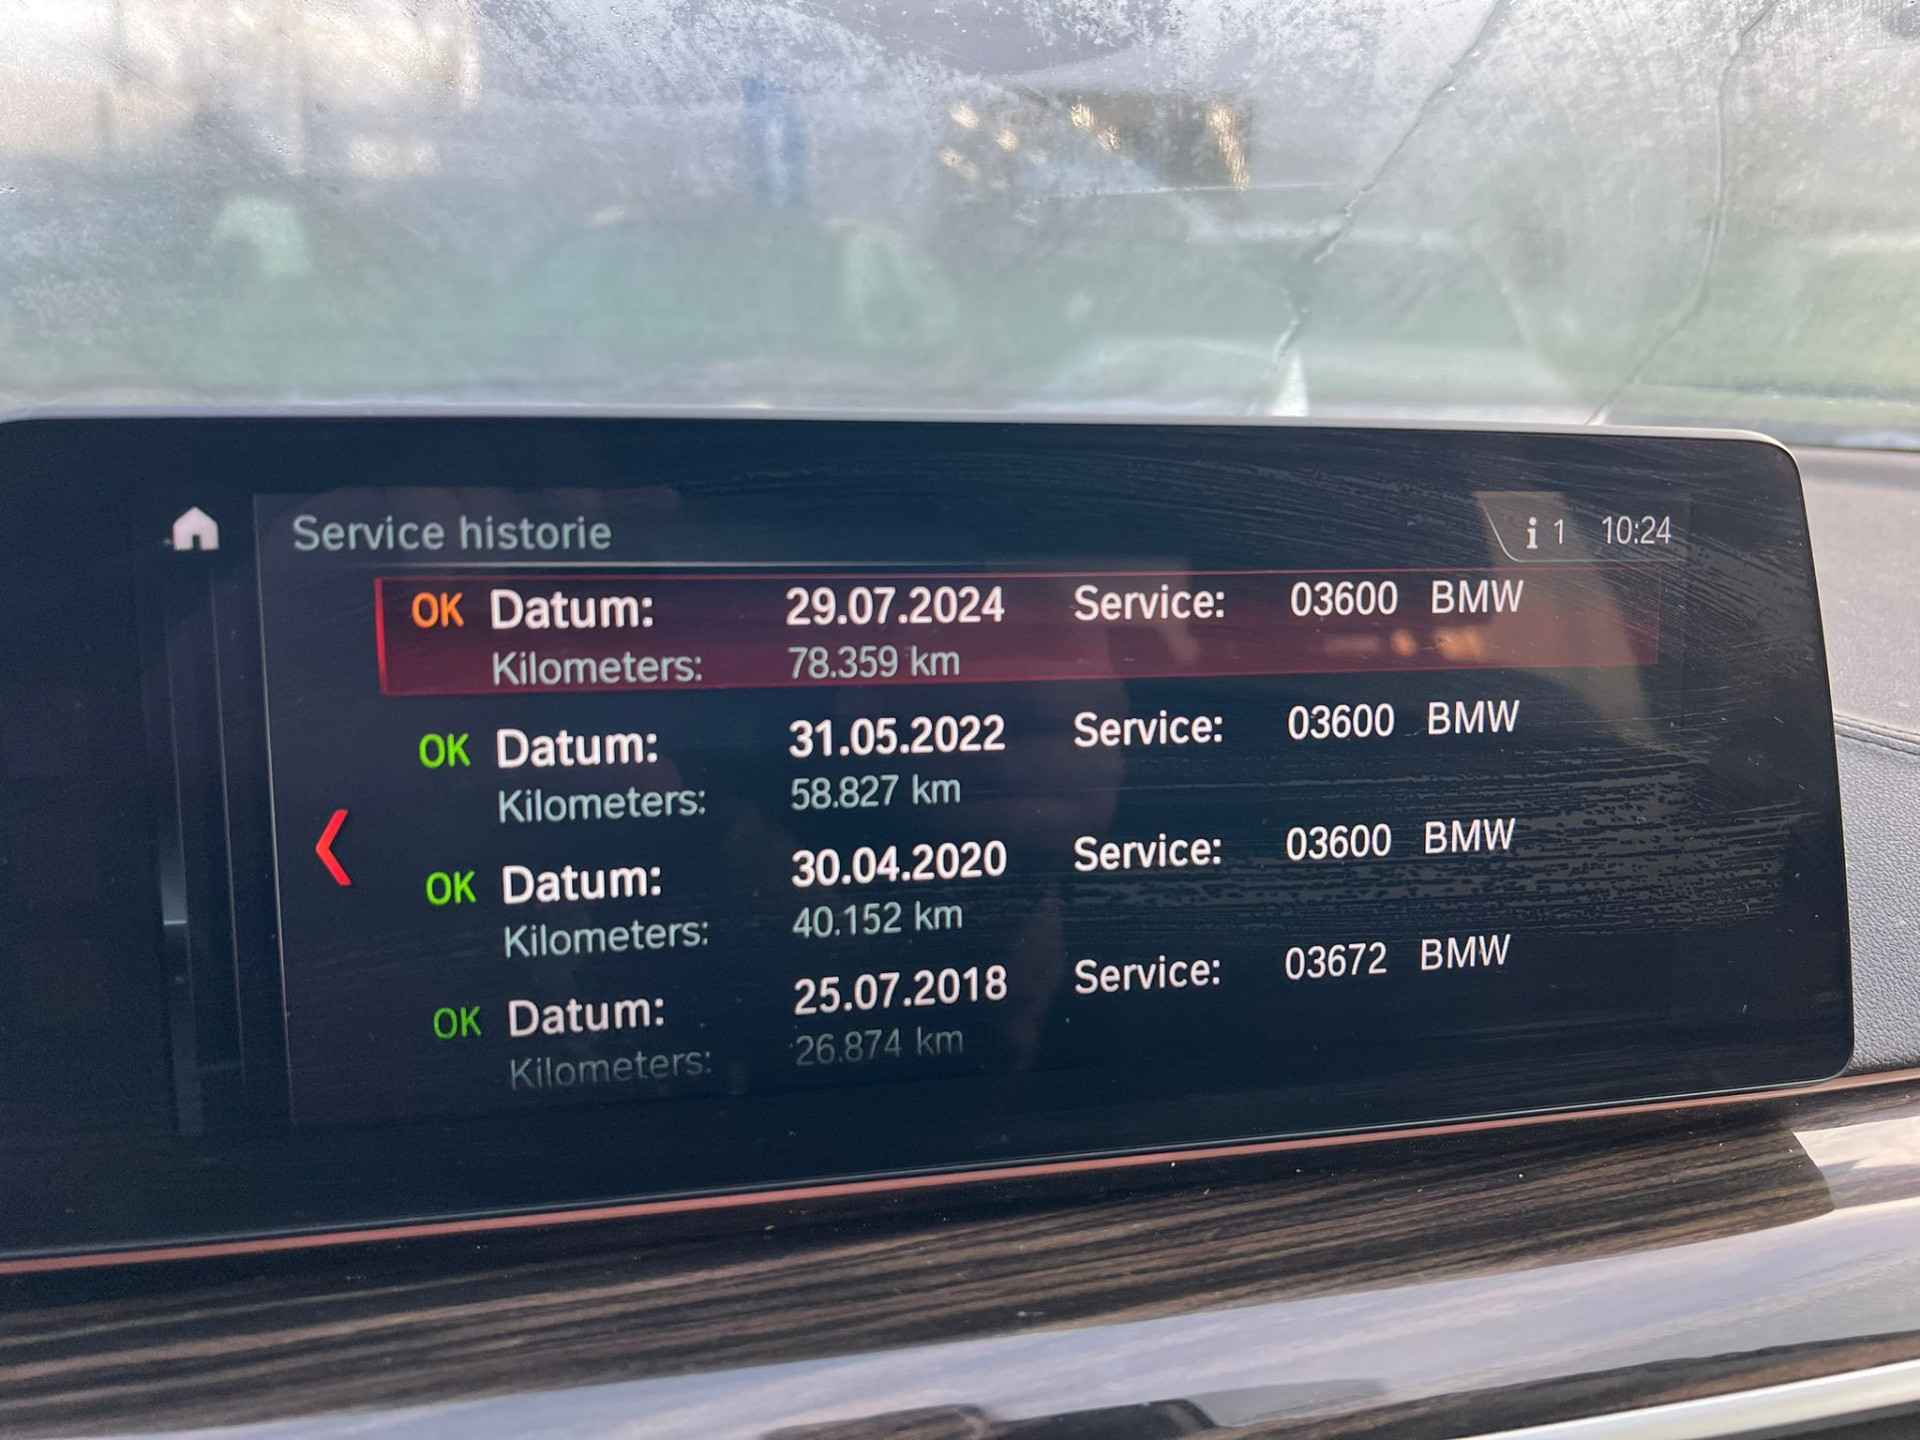 Service historie i 1 10:24
OK Datum: 29.07.2024 Service: 03600 BMW
Kilometers: 78.359 km
OK Datum: 31.05.2022 Service: 03600 BMW
Kilometers: 58.827 km
OK Datum: 30.04.2020 Service: 03600 BMW
Kilometers: 40.152 km
OK Datum: 25.07.2018 Service: 03672 BMW
Kilometers: 26.874 km